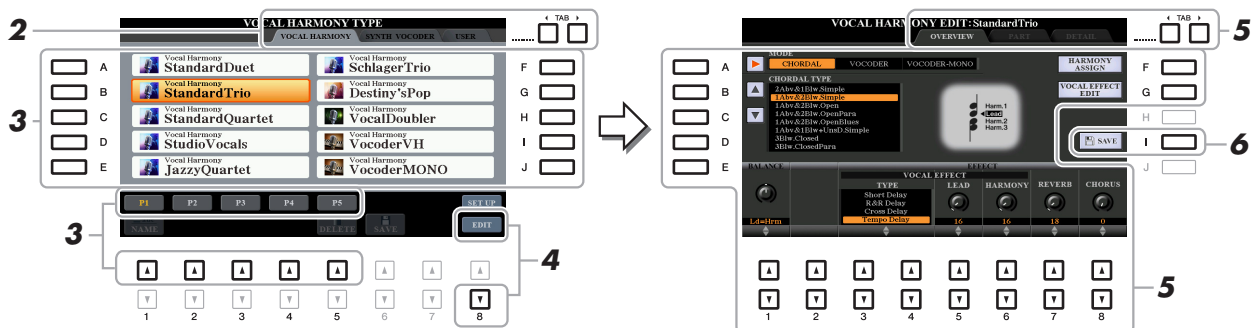 VOCAL HARMONY TYPE
VOCAL HARMONY SYNTH VOCODER USER
TAB
2
3
A
B
C
D
E
Vocal Harmony
StandardDuet
Vocal Harmony
StandardTrio
Vocal Harmony
StandardQuartet
Vocal Harmony
StudioVocals
Vocal Harmony
JazzyQuartet
Vocal Harmony
SchlagerTrio
Vocal Harmony
Destiny'sPop
Vocal Harmony
VocalDoubler
Vocal Harmony
VocoderVH
Vocal Harmony
VocoderMONO
F
G
H
I
J
P1 P2 P3 P4 P5 SET UP
NAME DELETE SAVE EDIT
3
4
1 2 3 4 5 6 7 8
VOCAL HARMONY EDIT:StandardTrio
OVERVIEW PART DETAIL
TAB
5
A
B
C
D
E
MODE
CHORDAL VOCODER VOCODER-MONO
CHORDAL TYPE
2Abv&1Blw.Simple
1Abv&2Blw.Simple
1Abv&2Blw.Open
1Abv&2Blw.OpenPara
1Abv&2Blw.OpenBlues
1Abv&1Blw+UnsD.Simple
3Blw.Closed
3Blw.ClosedPara
Harm.1
Lead
Harm.2
Harm.3
HARMONY ASSIGN
VOCAL EFFECT EDIT
SAVE
F
G
H
I
J
6
BALANCE EFFECT
VOCAL EFFECT
TYPE LEAD HARMONY REVERB CHORUS
Short Delay
R&R Delay
Cross Delay
Tempo Delay
Ld=Hrm 16 16 18 0
5
1 2 3 4 5 6 7 8